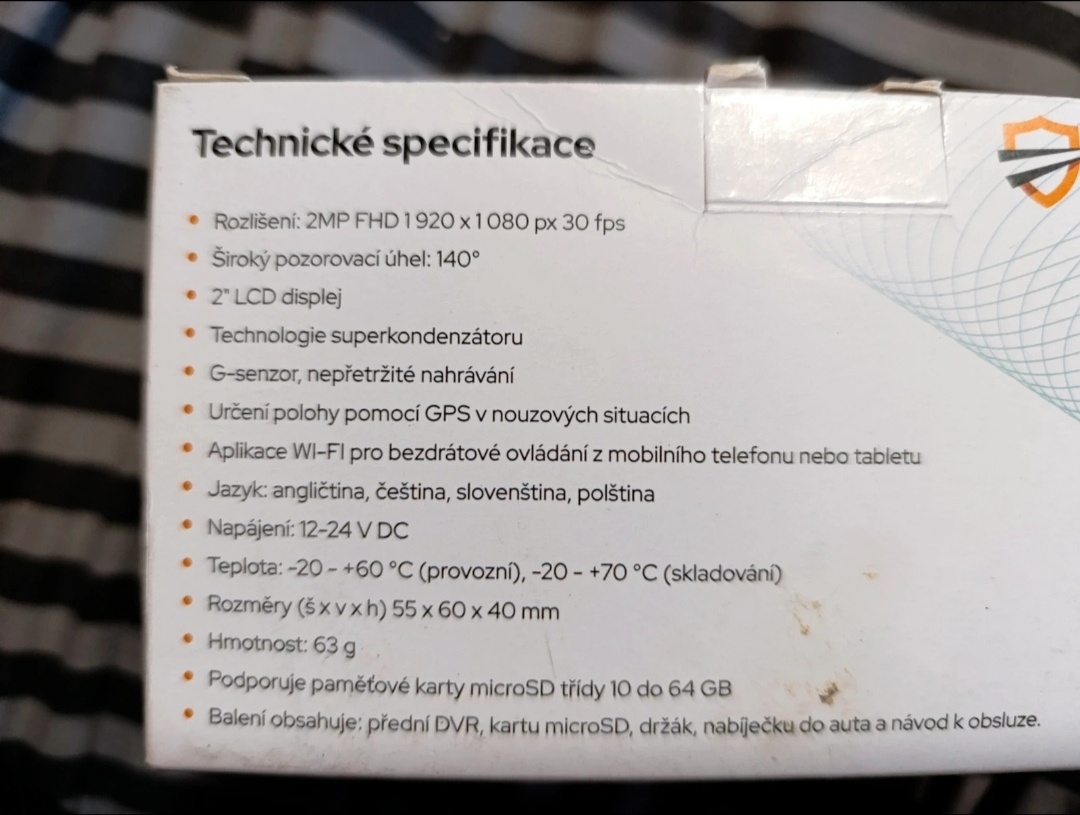 Technické specifikace
• Rozlišení: 2MP FHD 1 920 x 1 080 px 30 fps
• Široký pozorovací úhel: 140°
• 2" LCD displej
• Technologie superkondenzátoru
• G-senzor, nepřetržité nahrávání
• Určení polohy pomocí GPS v nouzových situacích
• Aplikace WI-FI pro bezdrátové ovládání z mobilního telefonu nebo tabletu
• Jazyk: angličtina, čeština, slovenština, polština
• Napájení: 12-24 V DC
• Teplota: -20 - +60 °C (provozní), -20 - +70 °C (skladování)
• Rozměry (š x v x h) 55 x 60 x 40 mm
• Hmotnost: 63 g
• Podporuje paměťové karty microSD třídy 10 do 64 GB
• Balení obsahuje: přední DVR, kartu microSD, držák, nabíječku do auta a návod k obsluze.